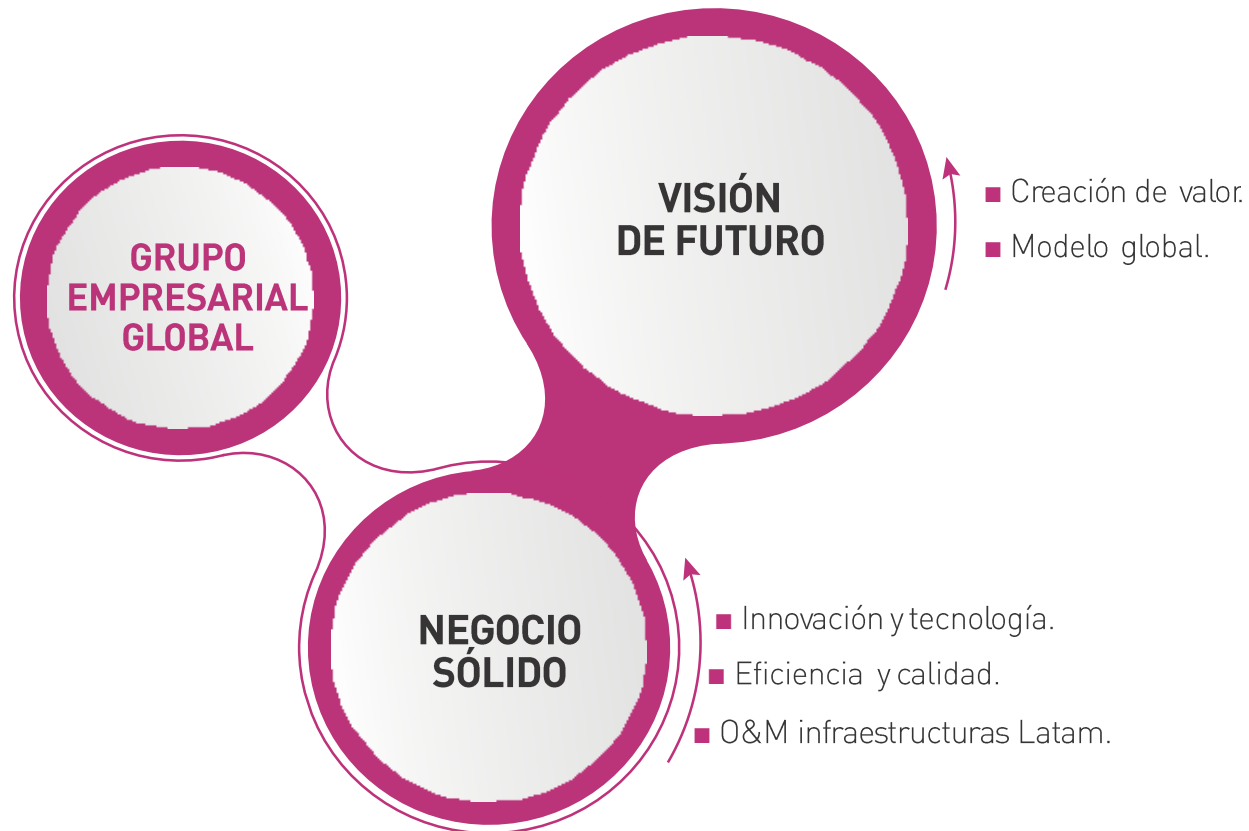 GRUPO
EMPRESARIAL
GLOBAL
VISIÓN
DE FUTURO
■ Creación de valor.
■ Modelo global.
NEGOCIO
SÓLIDO
■ Innovación y tecnología.
■ Eficiencia y calidad.
■ O&M infraestructuras Latam.